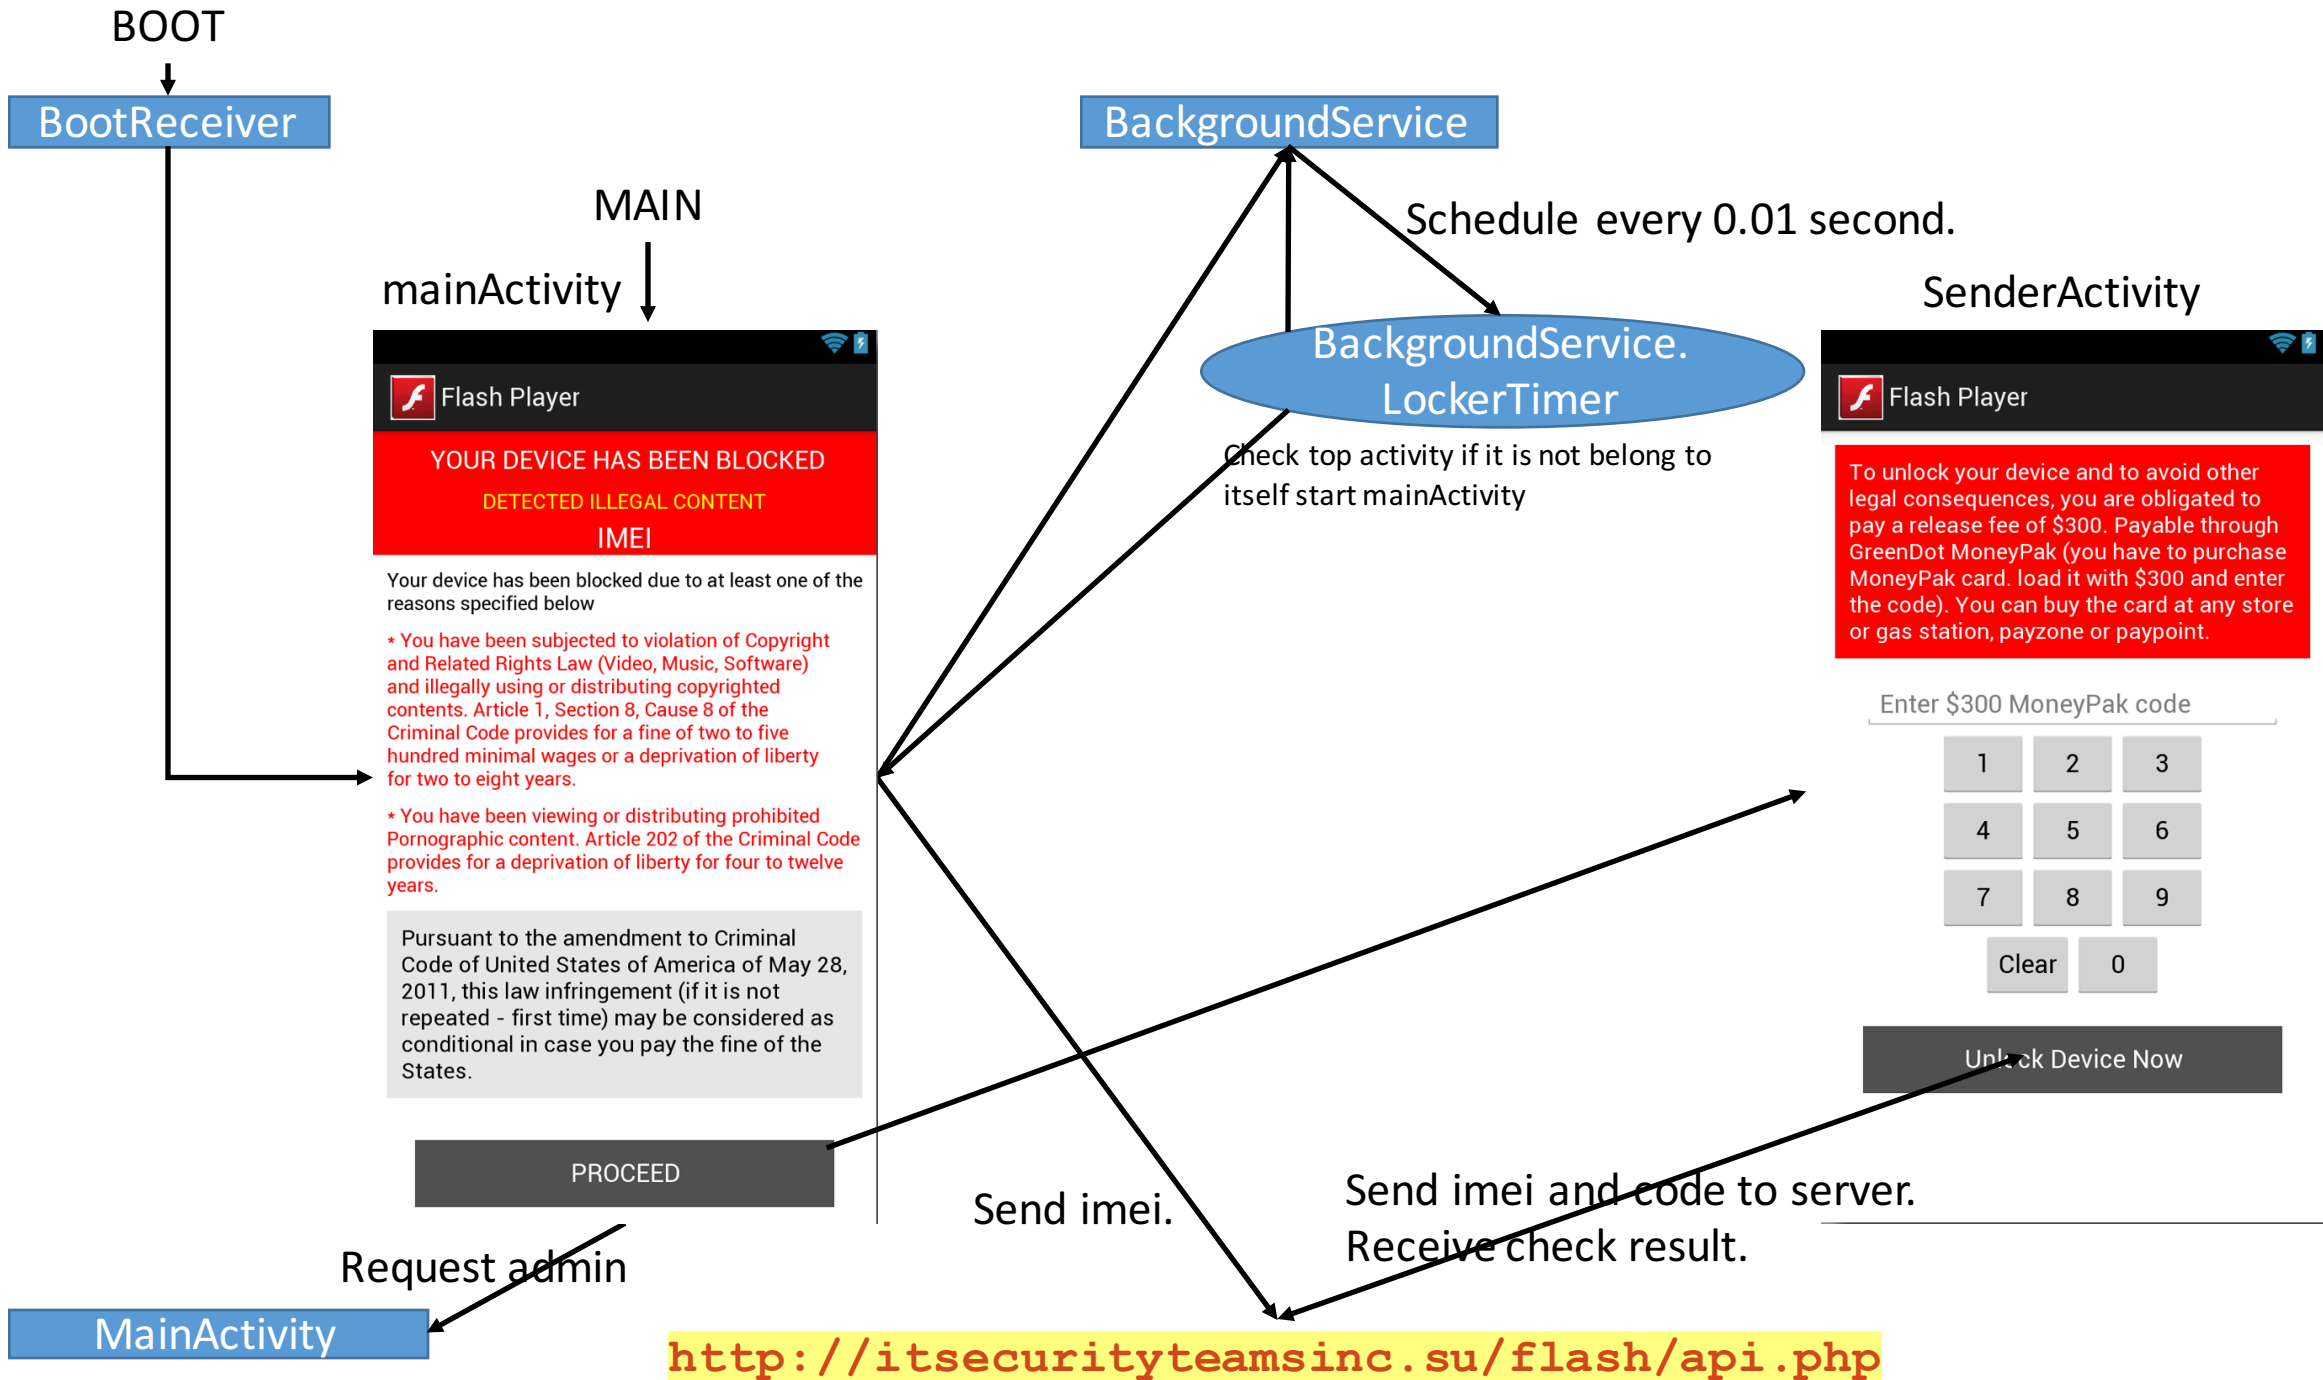 BOOT
BootReceiver
BackgroundService
MAIN
Schedule every 0.01 second.
mainActivity
SenderActivity
BackgroundService.
LockerTimer
Check top activity if it is not belong to
itself start mainActivity
Flash Player
YOUR DEVICE HAS BEEN BLOCKED
DETECTED ILLEGAL CONTENT
IMEI
Your device has been blocked due to at least one of the
reasons specified below
* You have been subjected to violation of Copyright
and Related Rights Law (Video, Music, Software)
and illegally using or distributing copyrighted
contents. Article 1, Section 8, Cause 8 of the
Criminal Code provides for a fine of two to five
hundred minimal wages or a deprivation of liberty
for two to eight years.
* You have been viewing or distributing prohibited
Pornographic content. Article 202 of the Criminal Code
provides for a deprivation of liberty for four to twelve
years.
Pursuant to the amendment to Criminal
Code of United States of America of May 28,
2011, this law infringement (if it is not
repeated - first time) may be considered as
conditional in case you pay the fine of the
States.
PROCEED
Flash Player
To unlock your device and to avoid other
legal consequences, you are obligated to
pay a release fee of $300. Payable through
GreenDot MoneyPak (you have to purchase
MoneyPak card. load it with $300 and enter
the code). You can buy the card at any store
or gas station, payzone or paypoint.
Enter $300 MoneyPak code
1 2 3
4 5 6
7 8 9
Clear 0
Unlock Device Now
Send imei.
Send imei and code to server.
Receive check result.
Request admin
MainActivity
http://itsecurityteamsinc.su/flash/api.php